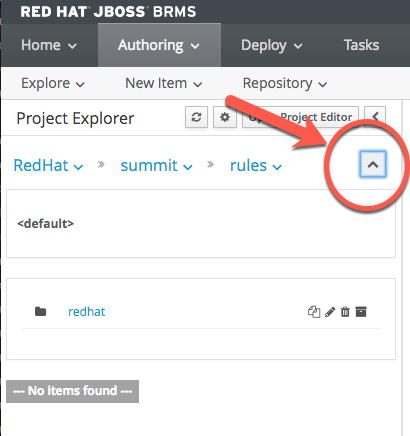 RED HAT JBOSS BRMS
Home Authoring Deploy Tasks
Explore New Item Repository
Project Explorer Project Editor
RedHat » summit » rules
<default>
redhat
--- No items found ---